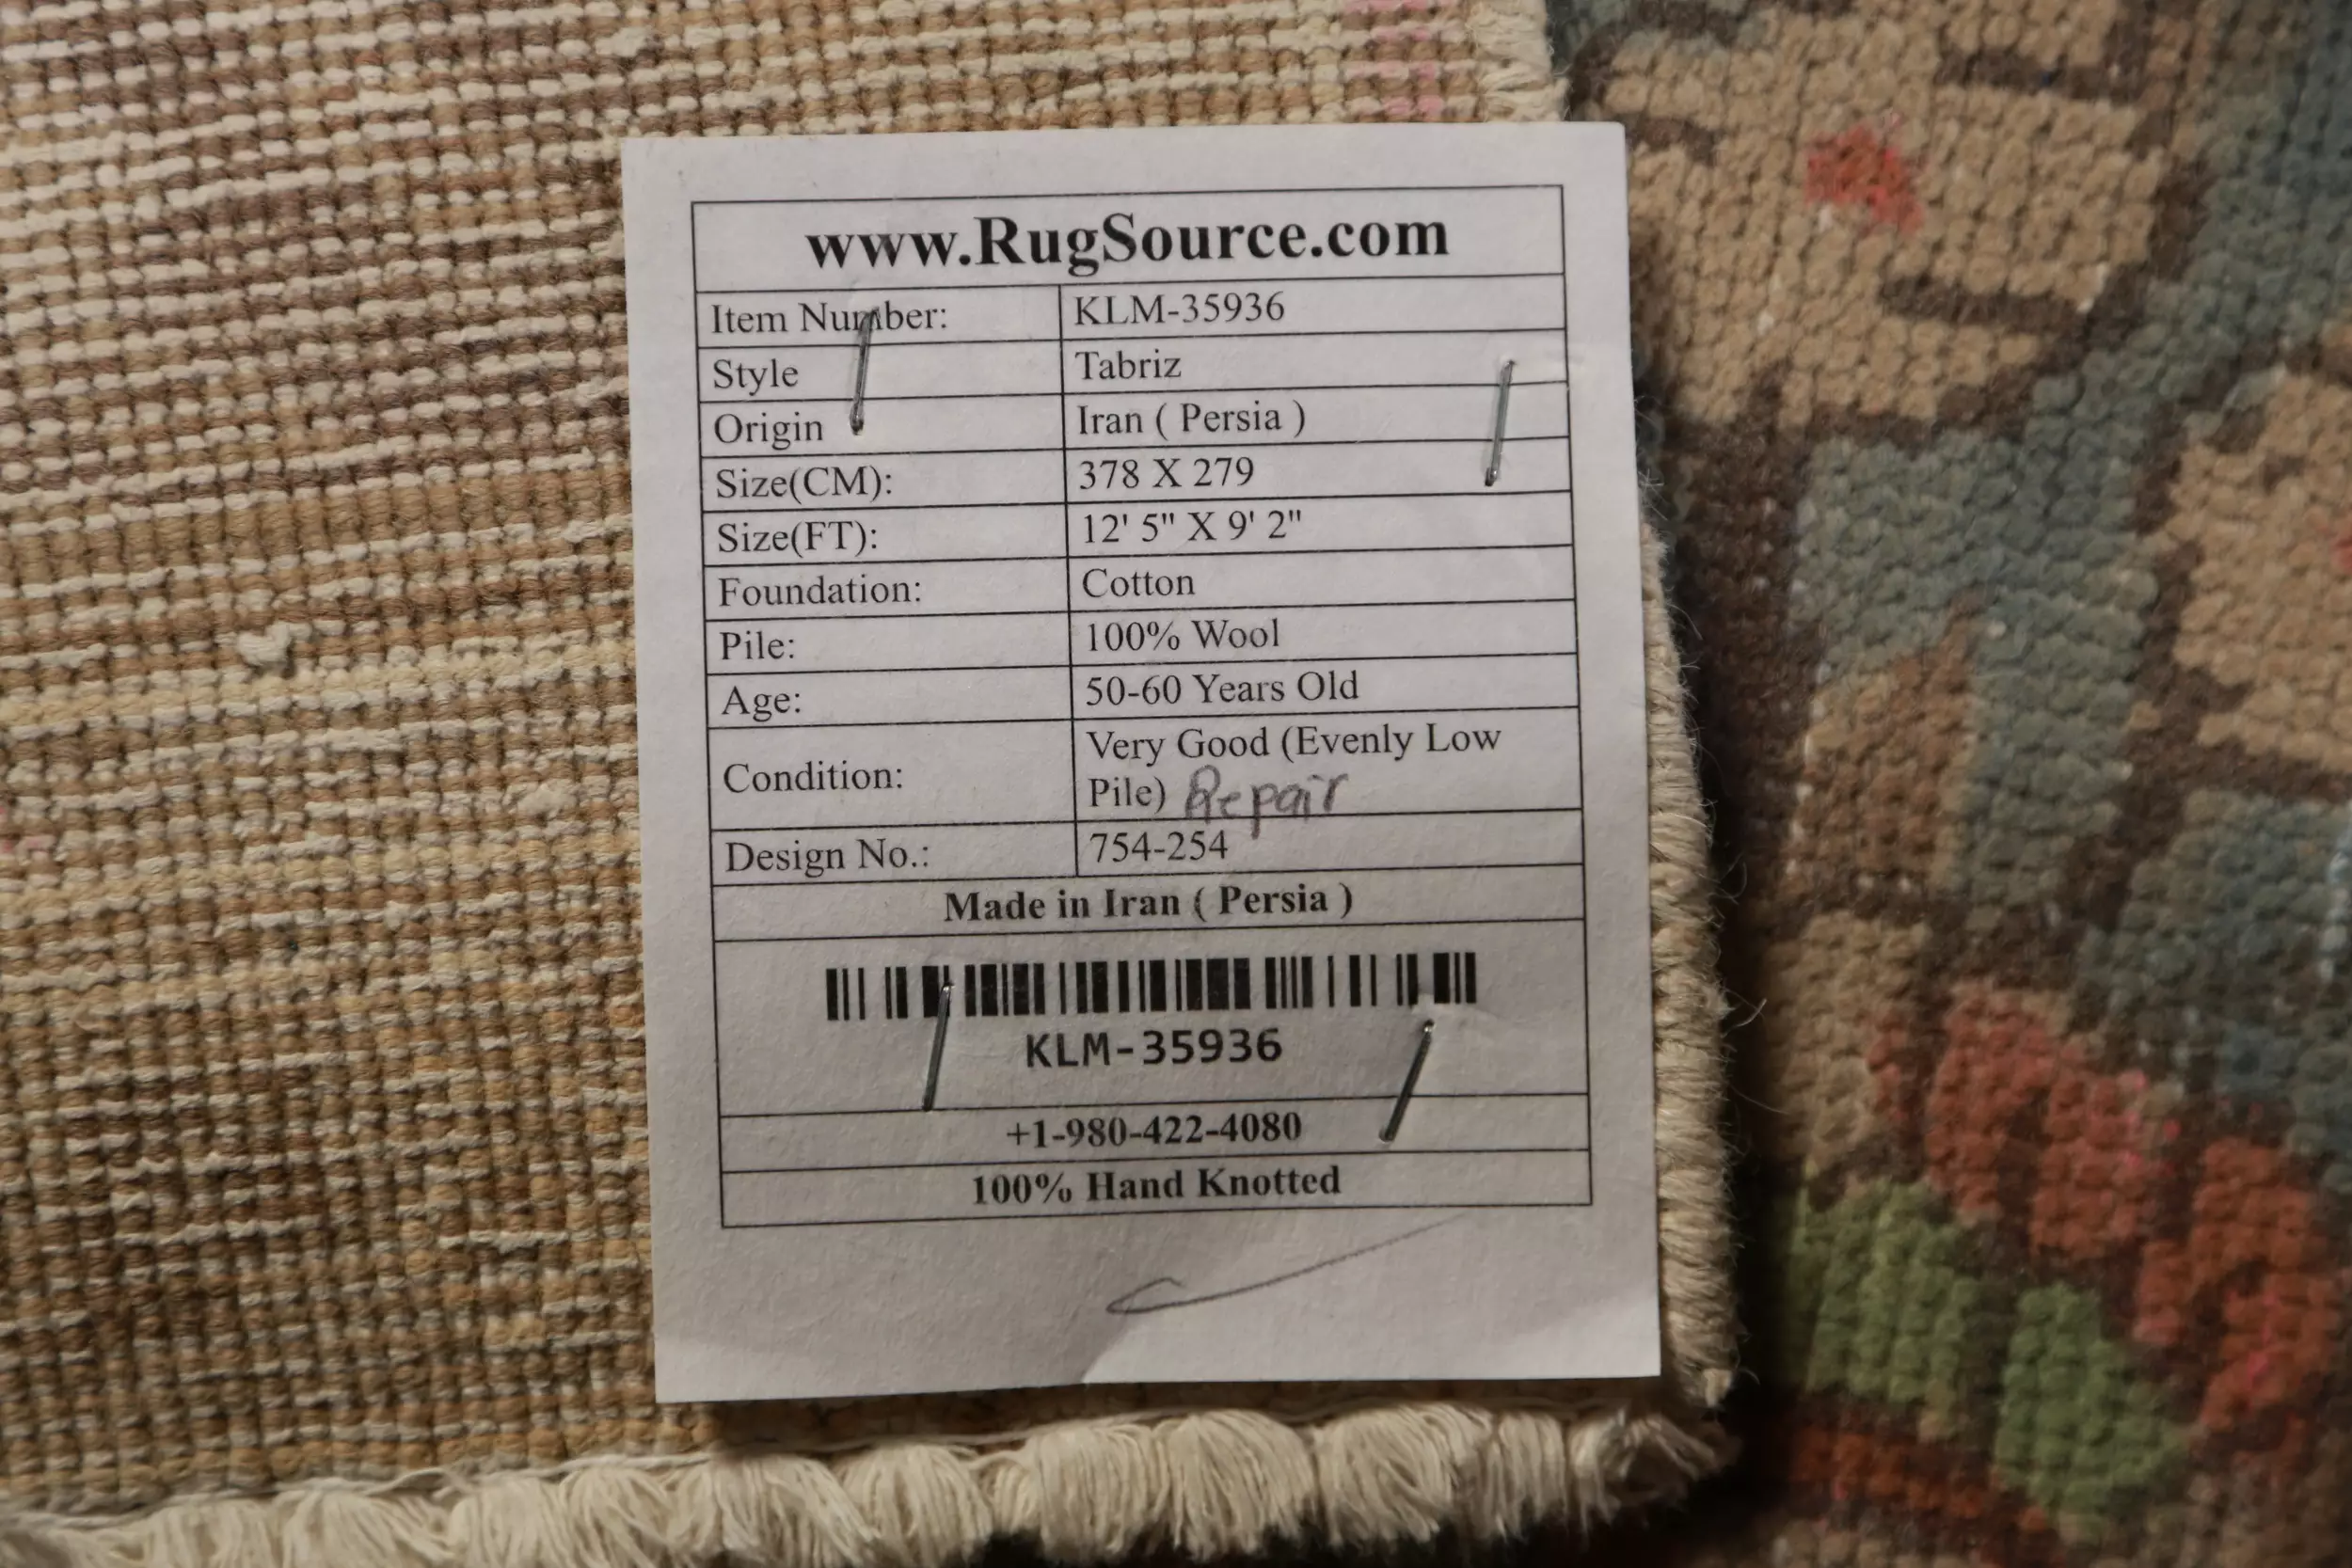 www.RugSource.com
Item Number: KLM-35936
Style Tabriz
Origin Iran ( Persia )
Size(CM): 378 X 279
Size(FT): 12' 5" X 9' 2"
Foundation: Cotton
Pile: 100% Wool
Age: 50-60 Years Old
Condition: Very Good (Evenly Low
Pile) Repair
Design No.: 754-254
Made in Iran ( Persia )
KLM-35936
+1-980-422-4080
100% Hand Knotted